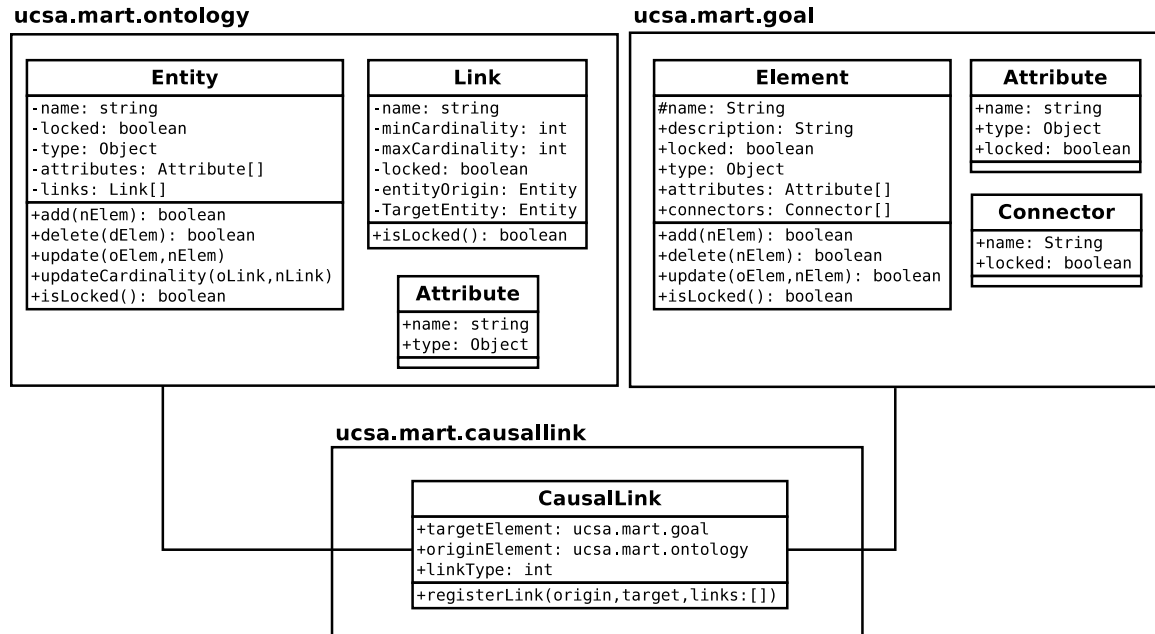 ucsa.mart.ontology
Entity
-name: string
-locked: boolean
-type: Object
-attributes: Attribute[]
-links: Link[]
+add(nElem): boolean
+delete(dElem): boolean
+update(oElem,nElem)
+updateCardinality(oLink,nLink)
+isLocked(): boolean
Link
-name: string
-minCardinality: int
-maxCardinality: int
-locked: boolean
-entityOrigin: Entity
-TargetEntity: Entity
+isLocked(): boolean
Attribute
+name: string
+type: Object
ucsa.mart.goal
Element
#name: String
+description: String
+locked: boolean
+type: Object
+attributes: Attribute[]
+connectors: Connector[]
+add(nElem): boolean
+delete(nElem): boolean
+update(oElem,nElem): boolean
+isLocked(): boolean
Attribute
+name: string
+type: Object
+locked: boolean
Connector
+name: String
+locked: boolean
ucsa.mart.causallink
CausalLink
+targetElement: ucsa.mart.goal
+originElement: ucsa.mart.ontology
+linkType: int
+registerLink(origin,target,links:[])